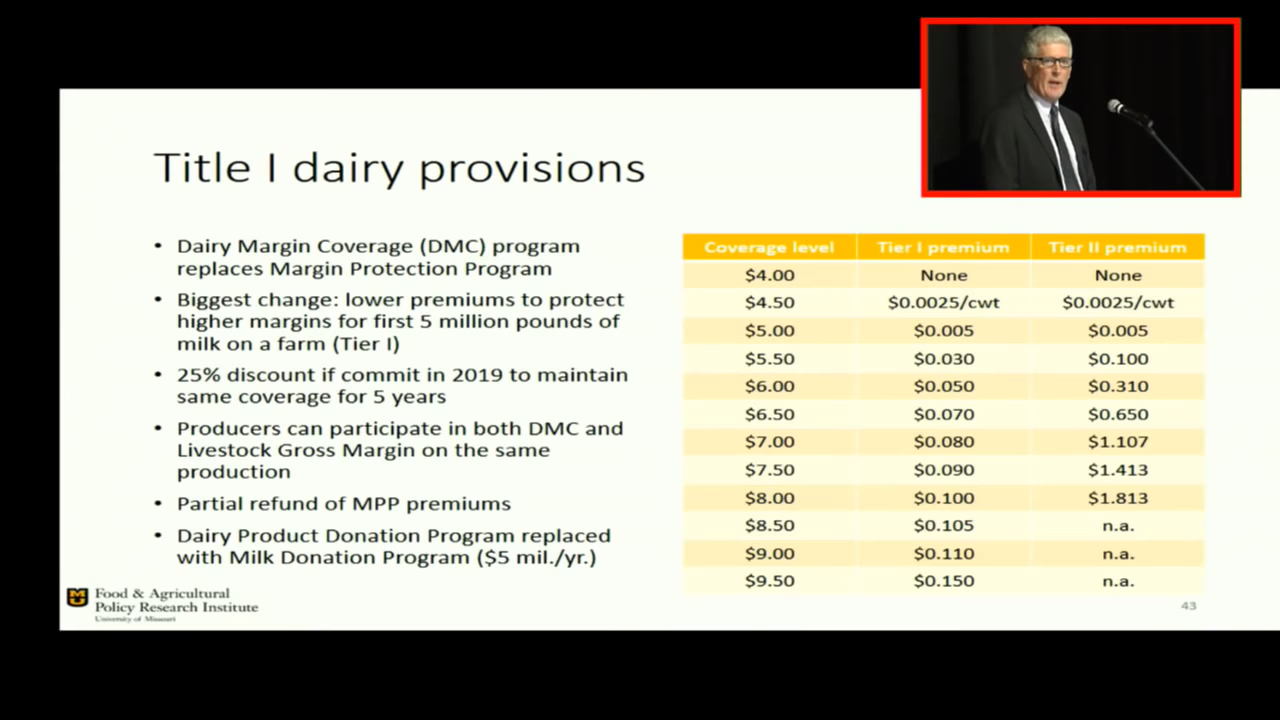 Title I dairy provisions
• Dairy Margin Coverage (DMC) program
replaces Margin Protection Program
• Biggest change: lower premiums to protect
higher margins for first 5 million pounds of
milk on a farm (Tier I)
• 25% discount if commit in 2019 to maintain
same coverage for 5 years
• Producers can participate in both DMC and
Livestock Gross Margin on the same
production
• Partial refund of MPP premiums
• Dairy Product Donation Program replaced
with Milk Donation Program ($5 mil./yr.)
Coverage level Tier I premium Tier II premium
$4.00 None None
$4.50 $0.0025/cwt $0.0025/cwt
$5.00 $0.005 $0.005
$5.50 $0.030 $0.100
$6.00 $0.050 $0.310
$6.50 $0.070 $0.650
$7.00 $0.080 $1.107
$7.50 $0.090 $1.413
$8.00 $0.100 $1.813
$8.50 $0.105 n.a.
$9.00 $0.110 n.a.
$9.50 $0.150 n.a.
Food & Agricultural
Policy Research Institute
University of Missouri
43